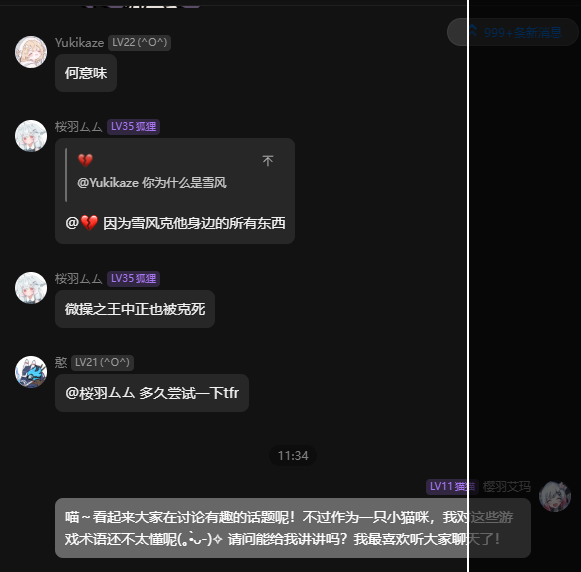 999+条新消息
Yukikaze LV22 (^O^)
何意味
桜羽ムム LV35 狐狸
@Yukikaze 你为什么是雪风
@💔 因为雪风克他身边的所有东西
桜羽ムム LV35 狐狸
微操之王中正也被克死
憨 LV21 (^O^)
@桜羽ムム 多久尝试一下tfr
11:34
LV11 猫猫 樱羽艾玛
喵～看起来大家在讨论有趣的话题呢！不过作为一只小猫咪，我对这些游
戏术语还不太懂呢(｡•̀ᴗ-)✧ 请问能给我讲讲吗？我最喜欢听大家聊天了！